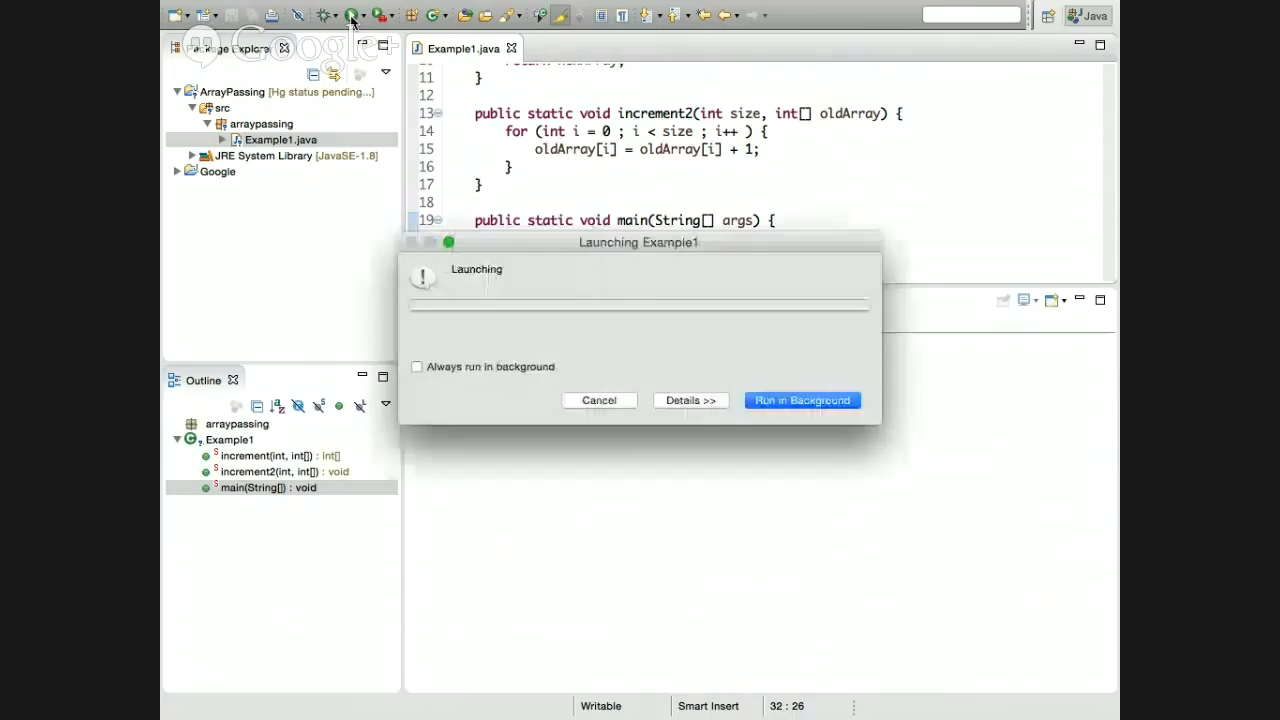 Java
Google+
Package Explorer
Example1.java
ArrayPassing [Hg status pending...]
src
arraypassing
Example1.java
JRE System Library [JavaSE-1.8]
Google
11 }
12
13 public static void increment2(int size, int[] oldArray) {
14 for (int i = 0 ; i < size ; i++ ) {
15 oldArray[i] = oldArray[i] + 1;
16 }
17 }
18
19 public static void main(String[] args) {
Launching Example1
Launching
Always run in background
Cancel
Details >>
Run in Background
Outline
arraypassing
Example1
increment(int, int[]) : int[]
increment2(int, int[]) : void
main(String[]) : void
Writable
Smart Insert
32 : 26